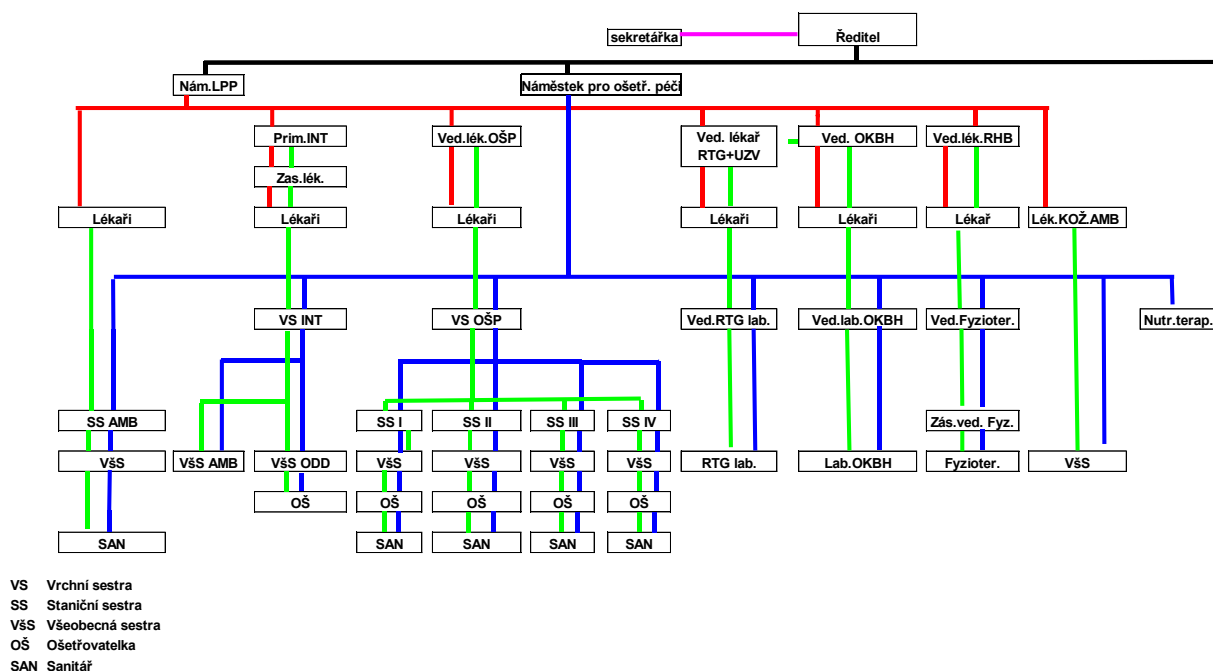 Ředitel
sekretářka
Nám.LPP
Náměstek pro ošetř. péči
Prim.INT
Ved.lék.OŠP
Ved. lékař
RTG+UZV
Ved. OKBH
Ved.lék.RHB
Zas.lék.
Lékaři
Lékaři
Lékaři
Lékaři
Lékaři
Lékař
Lék.KOŽ.AMB
VS INT
VS OŠP
Ved.RTG lab.
Ved.lab.OKBH
Ved.Fyzioter.
Nutr.terap.
SS AMB
SS I
SS II
SS III
SS IV
Zás.ved. Fyz.
VšS
VšS AMB
VšS ODD
VšS
VšS
VšS
VšS
RTG lab.
Lab.OKBH
Fyzioter.
VšS
OŠ
OŠ
OŠ
OŠ
OŠ
SAN
SAN
SAN
SAN
SAN
VS Vrchní sestra
SS Staniční sestra
VšS Všeobecná sestra
OŠ Ošetřovatelka
SAN Sanitář